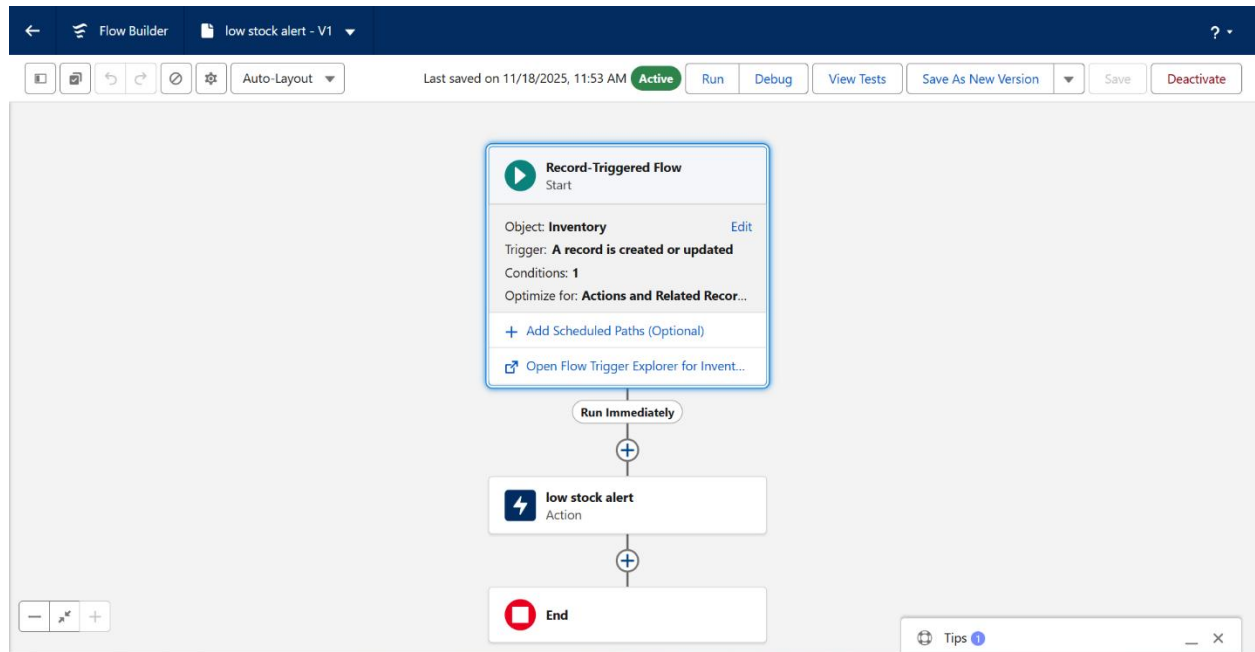 Flow Builder
low stock alert - V1
?
Auto-Layout
Last saved on 11/18/2025, 11:53 AM
Active
Run
Debug
View Tests
Save As New Version
Save
Deactivate
Record-Triggered Flow
Start
Object: Inventory
Edit
Trigger: A record is created or updated
Conditions: 1
Optimize for: Actions and Related Recor...
+ Add Scheduled Paths (Optional)
Open Flow Trigger Explorer for Invent...
Run Immediately
low stock alert
Action
End
Tips 1